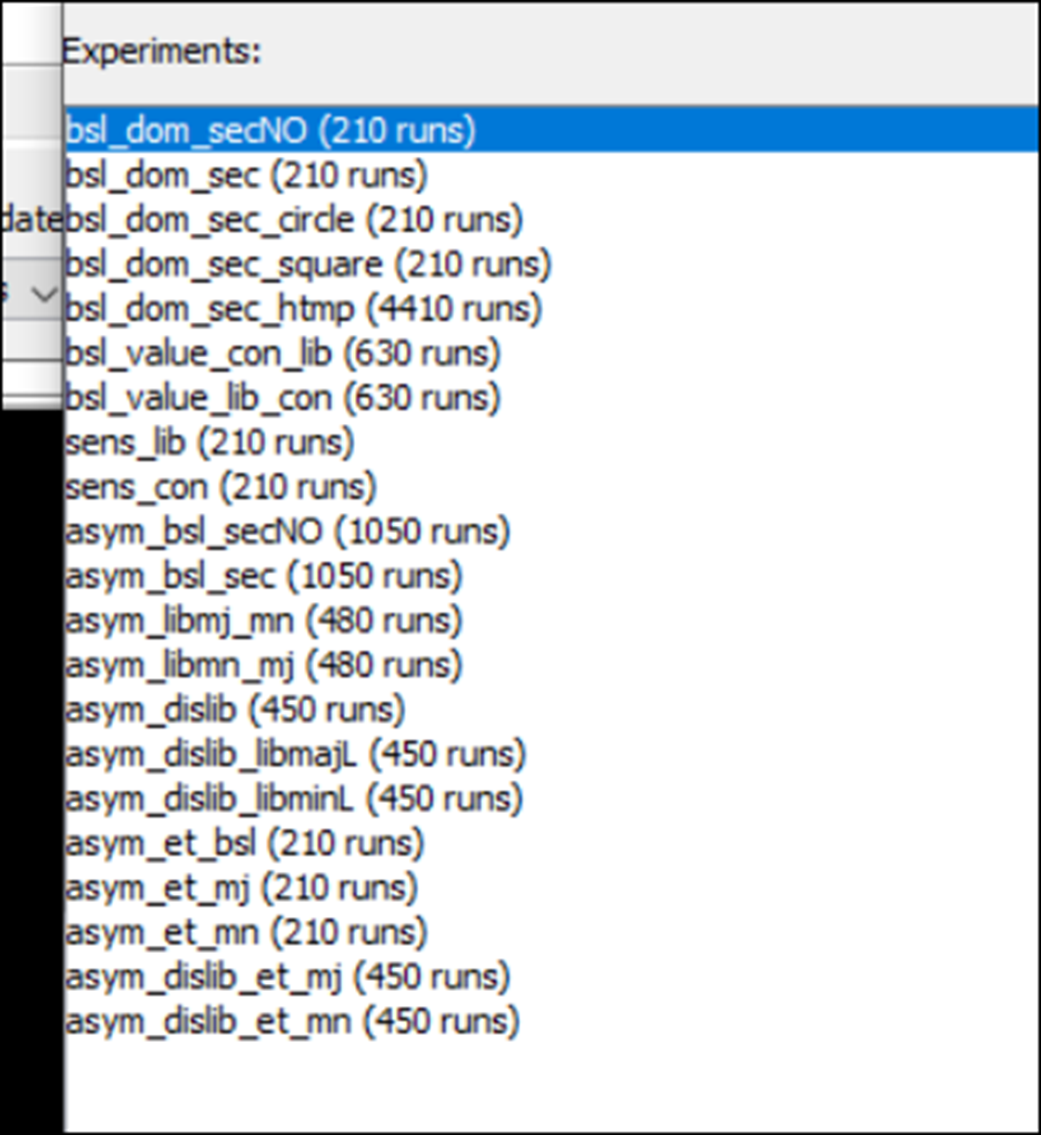 Experiments:
bsl_dom_secNO (210 runs)
bsl_dom_sec (210 runs)
date
bsl_dom_sec_circle (210 runs)
bsl_dom_sec_square (210 runs)
s
bsl_dom_sec_htmp (4410 runs)
bsl_value_con_lib (630 runs)
bsl_value_lib_con (630 runs)
sens_lib (210 runs)
sens_con (210 runs)
asym_bsl_secNO (1050 runs)
asym_bsl_sec (1050 runs)
asym_libmj_mn (480 runs)
asym_libmn_mj (480 runs)
asym_dislib (450 runs)
asym_dislib_libmajL (450 runs)
asym_dislib_libminL (450 runs)
asym_et_bsl (210 runs)
asym_et_mj (210 runs)
asym_et_mn (210 runs)
asym_dislib_et_mj (450 runs)
asym_dislib_et_mn (450 runs)